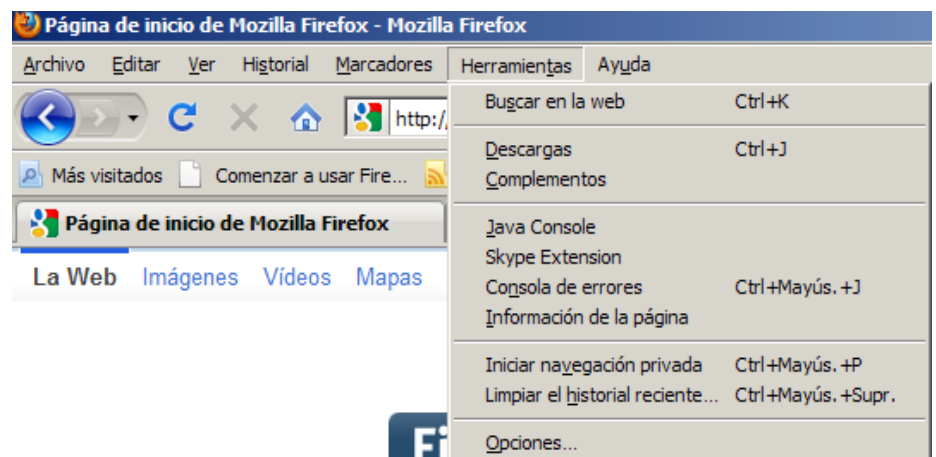 Página de inicio de Mozilla Firefox - Mozilla Firefox
Archivo Editar Ver Historial Marcadores Herramientas Ayuda
http:/
Más visitados Comenzar a usar Fire...
Página de inicio de Mozilla Firefox
La Web Imágenes Vídeos Mapas
Buscar en la web Ctrl+K
Descargas Ctrl+J
Complementos
Java Console
Skype Extension
Consola de errores Ctrl+Mayús.+J
Información de la página
Iniciar navegación privada Ctrl+Mayús.+P
Limpiar el historial reciente... Ctrl+Mayús.+Supr.
Opciones...
Fi